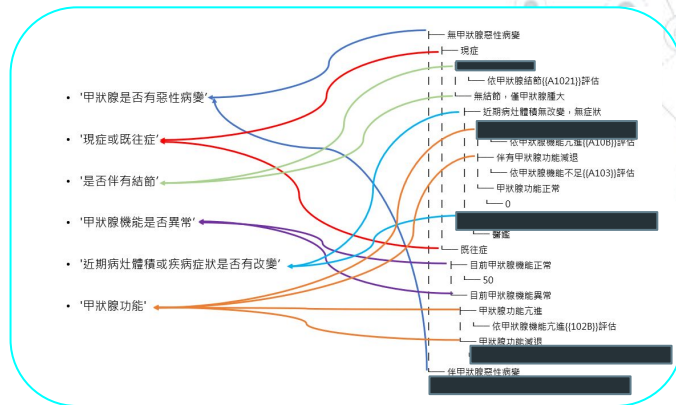 • '甲狀腺是否有惡性病變'
• '現症或既往症'
• '是否伴有結節'
• '甲狀腺機能是否異常'
• '近期病灶體積或疾病症狀是否有改變'
• '甲狀腺功能'
無甲狀腺惡性病變
現症
依甲狀腺結節{{A1021}}評估
無結節，僅甲狀腺腫大
近期病灶體積無改變，無症狀
依甲狀腺機能亢進{{A10B}}評估
伴有甲狀腺功能減退
依甲狀腺機能不足{{A103}}評估
甲狀腺功能正常
0
醫鑑
既往症
目前甲狀腺機能正常
50
目前甲狀腺機能異常
甲狀腺功能亢進
依甲狀腺機能亢進{{102B}}評估
甲狀腺功能減退
伴甲狀腺惡性病變